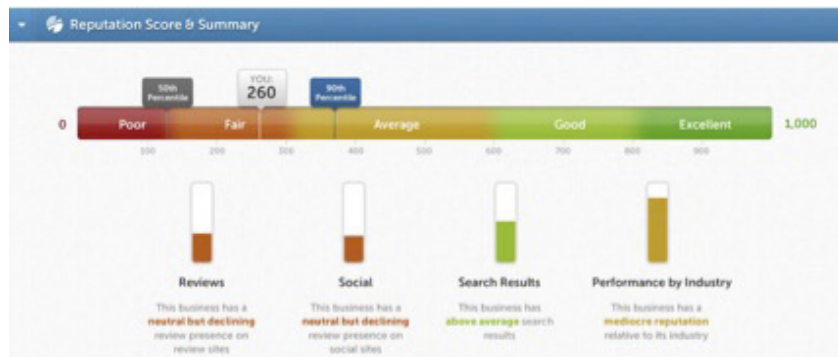 Reputation Score & Summary
50th
Percentile
YOU:
260
90th
Percentile
0
Poor
Fair
Average
Good
Excellent
1,000
100
200
300
400
500
600
700
800
900
Reviews
Social
Search Results
Performance by Industry
This business has a
neutral but declining
review presence on
review sites
This business has a
neutral but declining
review presence on
social sites
This business has
above average search
results
This business has a
mediocre reputation
relative to its industry